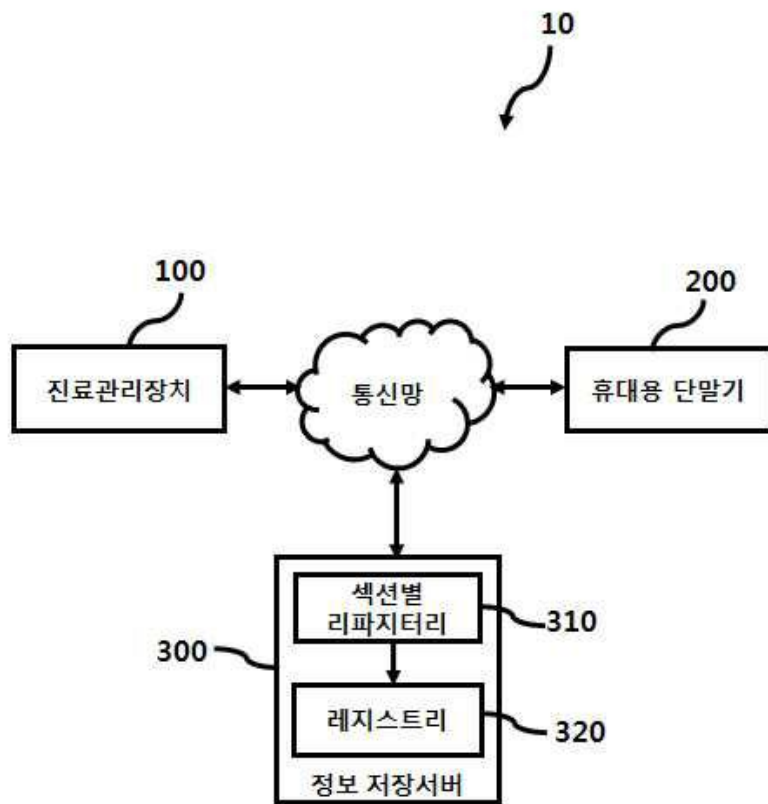 10
100
200
진료관리장치
통신망
휴대용 단말기
섹션별
리파지터리
310
300
레지스트리
320
정보 저장서버